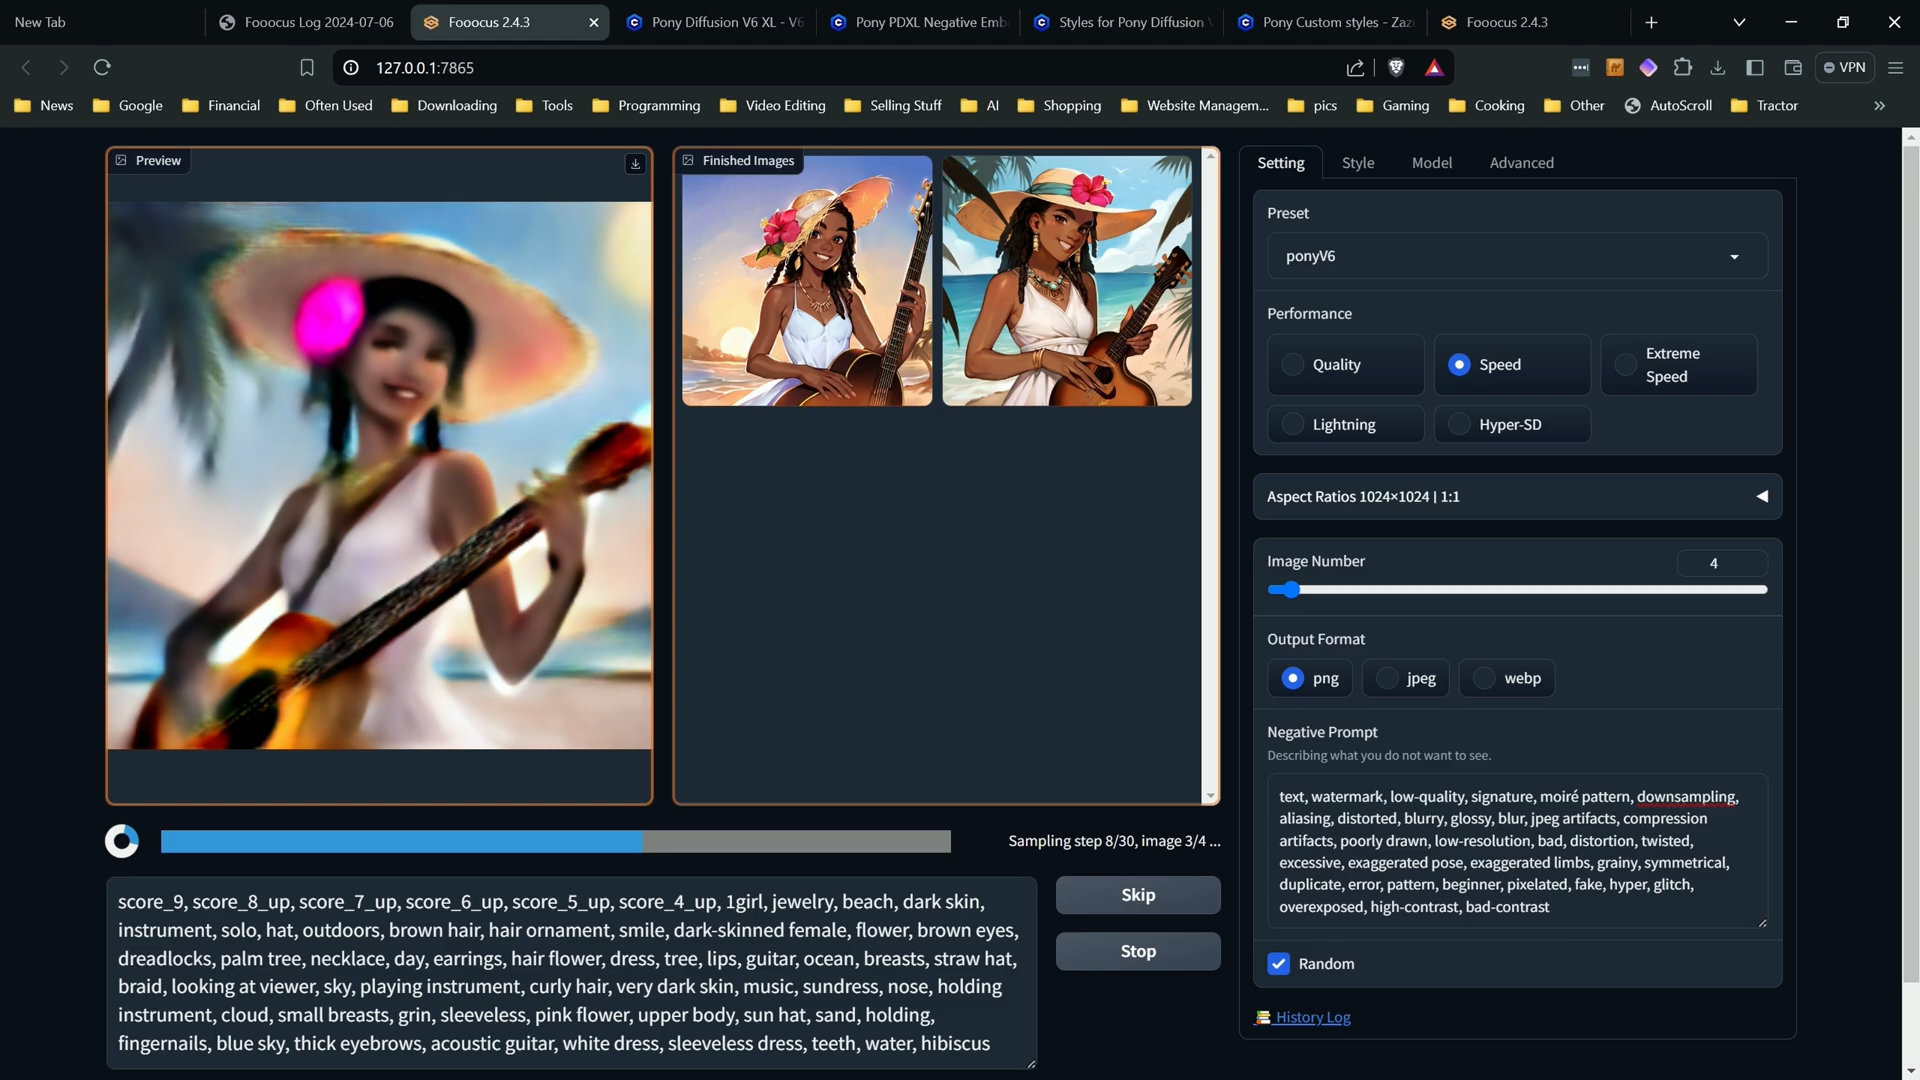 New Tab
Fooocus Log 2024-07-06
Fooocus 2.4.3
Pony Diffusion V6 XL - V6
Pony PDXL Negative Emb
Styles for Pony Diffusion V
Pony Custom styles - Zaz
Fooocus 2.4.3
127.0.0.1:7865
VPN
News
Google
Financial
Often Used
Downloading
Tools
Programming
Video Editing
Selling Stuff
AI
Shopping
Website Managem...
pics
Gaming
Cooking
Other
AutoScroll
Tractor
Preview
Finished Images
Sampling step 8/30, image 3/4 ...
score_9, score_8_up, score_7_up, score_6_up, score_5_up, score_4_up, 1girl, jewelry, beach, dark skin,
instrument, solo, hat, outdoors, brown hair, hair ornament, smile, dark-skinned female, flower, brown eyes,
dreadlocks, palm tree, necklace, day, earrings, hair flower, dress, tree, lips, guitar, ocean, breasts, straw hat,
braid, looking at viewer, sky, playing instrument, curly hair, very dark skin, music, sundress, nose, holding
instrument, cloud, small breasts, grin, sleeveless, pink flower, upper body, sun hat, sand, holding,
fingernails, blue sky, thick eyebrows, acoustic guitar, white dress, sleeveless dress, teeth, water, hibiscus
Skip
Stop
Setting
Style
Model
Advanced
Preset
ponyV6
Performance
Quality
Speed
Extreme
Speed
Lightning
Hyper-SD
Aspect Ratios 1024×1024 | 1:1
Image Number
4
Output Format
png
jpeg
webp
Negative Prompt
Describing what you do not want to see.
text, watermark, low-quality, signature, moiré pattern, downsampling,
aliasing, distorted, blurry, glossy, blur, jpeg artifacts, compression
artifacts, poorly drawn, low-resolution, bad, distortion, twisted,
excessive, exaggerated pose, exaggerated limbs, grainy, symmetrical,
duplicate, error, pattern, beginner, pixelated, fake, hyper, glitch,
overexposed, high-contrast, bad-contrast
Random
History Log